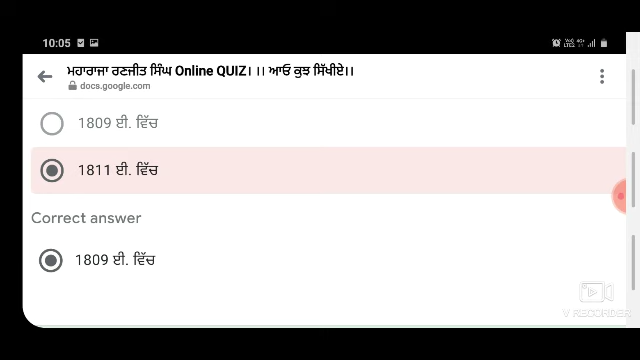 10:05
ਮਹਾਰਾਜਾ ਰਣਜੀਤ ਸਿੰਘ Online QUIZ। ।। ਆਓ ਕੁਝ ਸਿੱਖੀਏ।।
docs.google.com
1809 ਈ. ਵਿੱਚ
1811 ਈ. ਵਿੱਚ
Correct answer
1809 ਈ. ਵਿੱਚ
V RECORDER